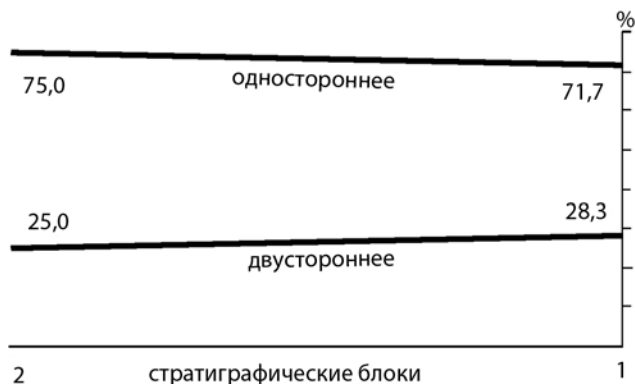 %
одностороннее
75,0
71,7
28,3
25,0
двустороннее
2 стратиграфические блоки 1